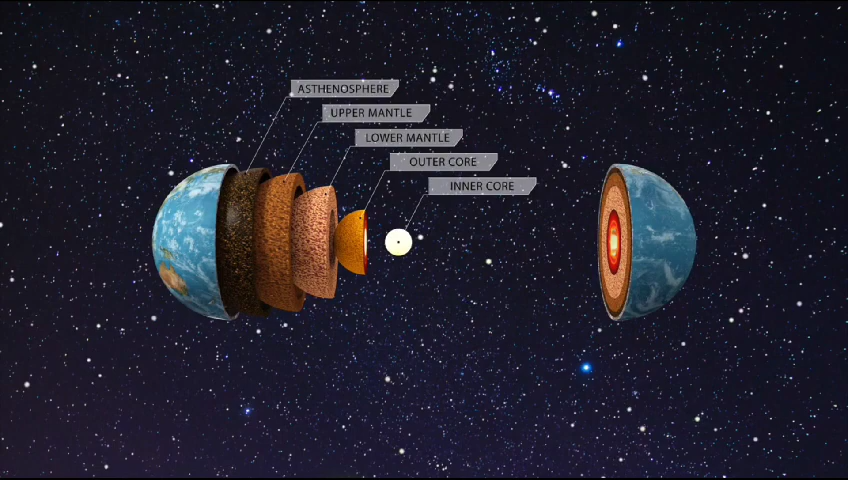 ASTHENOSPHERE
UPPER MANTLE
LOWER MANTLE
OUTER CORE
INNER CORE